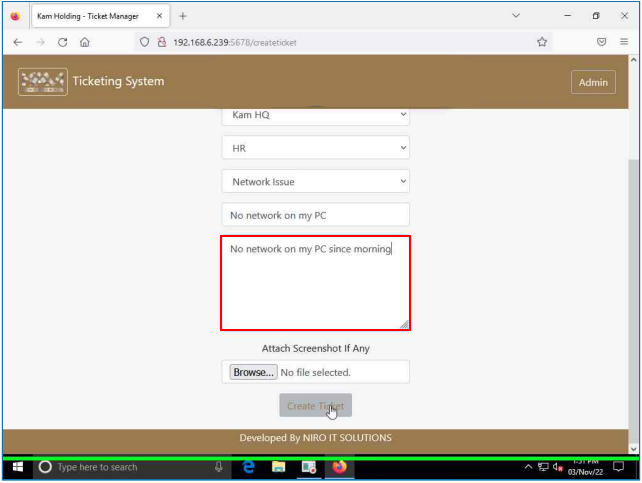 Kam Holding - Ticket Manager
192.168.6.239:5678/createticket
Ticketing System
Admin
Kam HQ
HR
Network Issue
No network on my PC
No network on my PC since morning
Attach Screenshot If Any
Browse... No file selected.
Create Ticket
Developed By NIRO IT SOLUTIONS
Type here to search
03/Nov/22